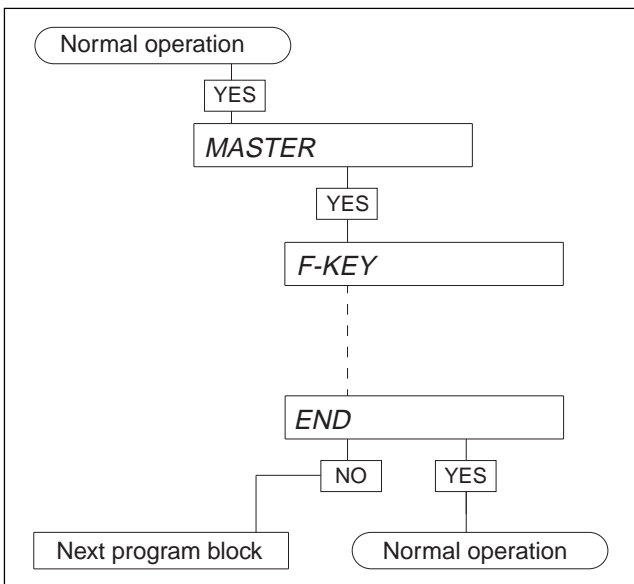 Normal operation
YES
MASTER
YES
F-KEY
END
NO YES
Next program block Normal operation